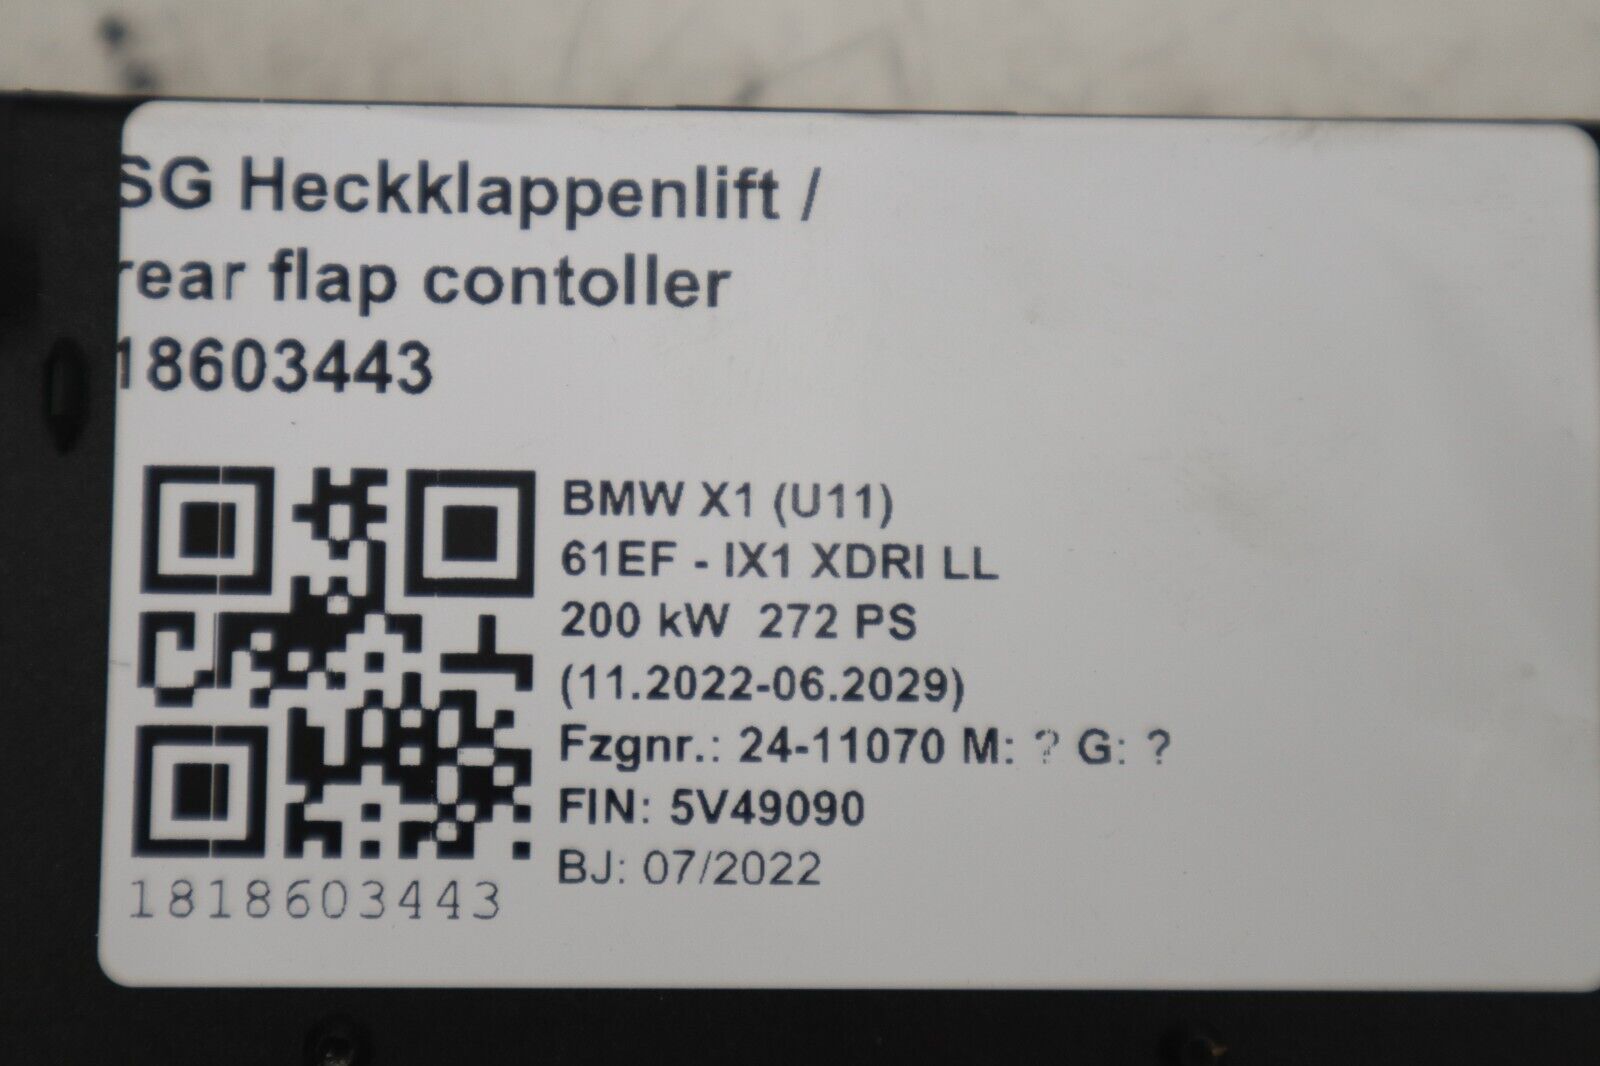 SG Heckklappenlift /
rear flap contoller
18603443
BMW X1 (U11)
61EF - IX1 XDRI LL
200 kW 272 PS
(11.2022-06.2029)
Fzgnr.: 24-11070 M: ? G: ?
FIN: 5V49090
BJ: 07/2022
1818603443